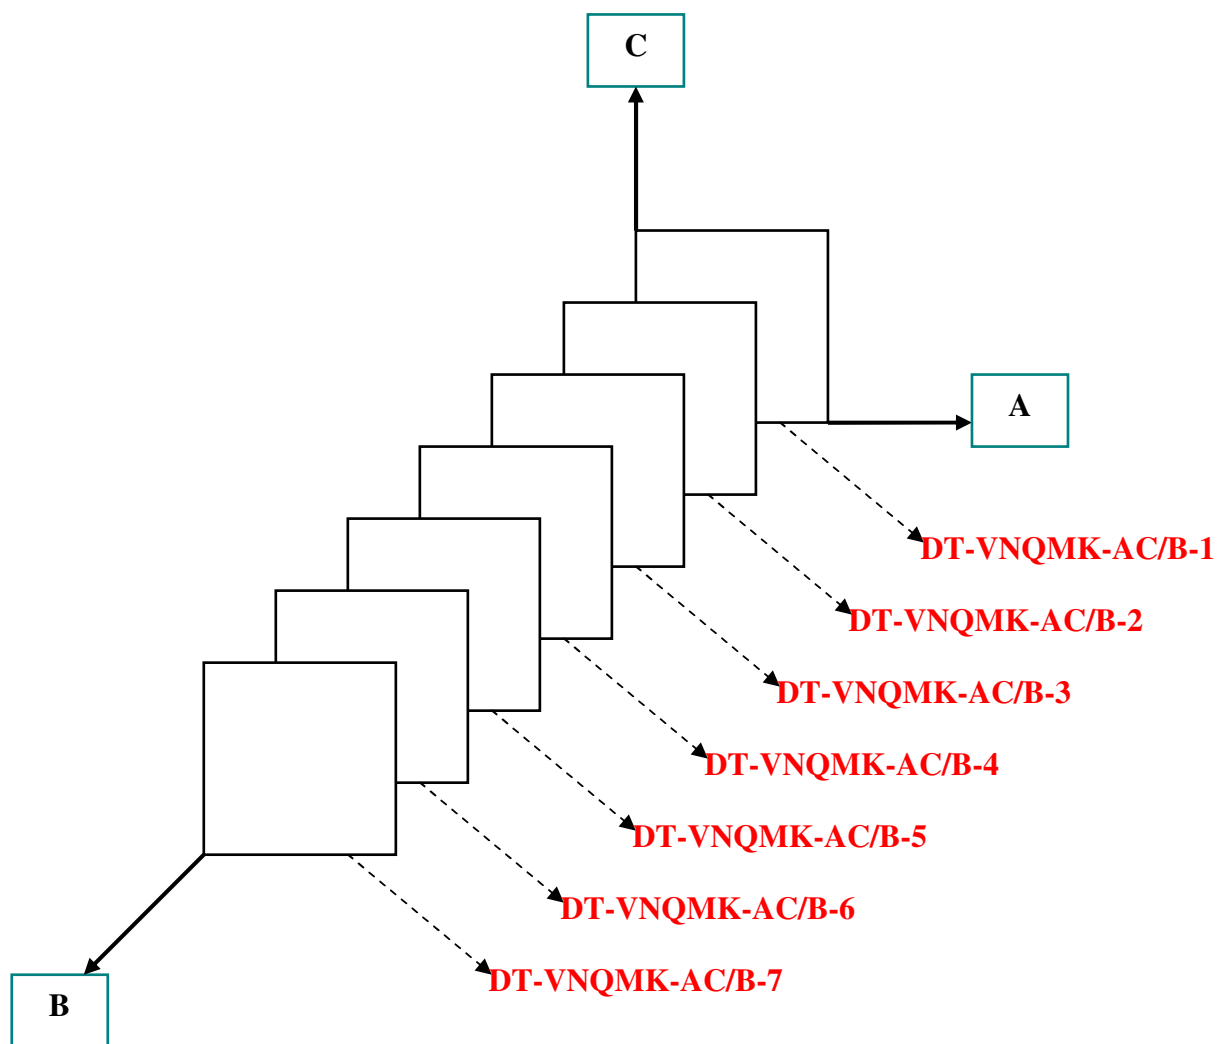 C
A
DT-VNQMK-AC/B-1
DT-VNQMK-AC/B-2
DT-VNQMK-AC/B-3
DT-VNQMK-AC/B-4
DT-VNQMK-AC/B-5
DT-VNQMK-AC/B-6
DT-VNQMK-AC/B-7
B